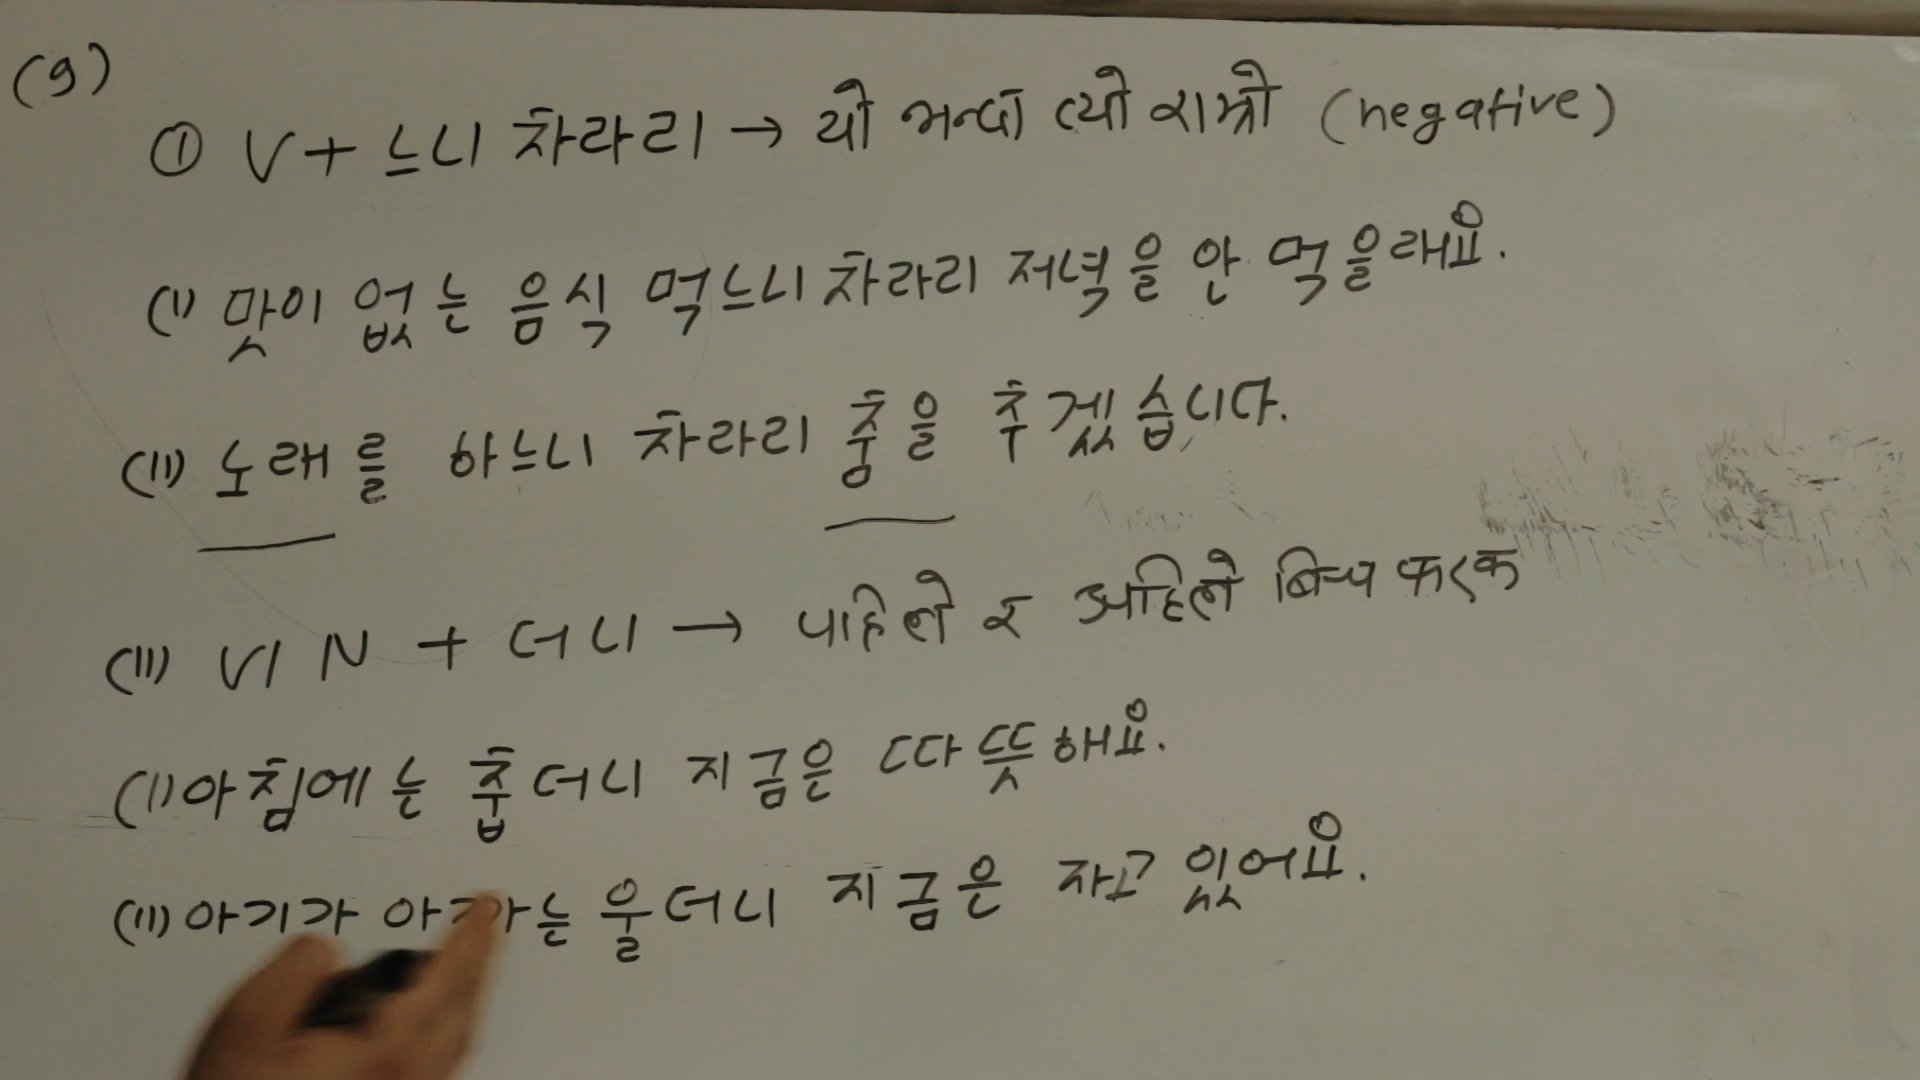 (9)
① V + 느니 차라리 → यो भन्दा त्यो राम्रो (negative)
(i) 맛이 없는 음식 먹느니 차라리 저녁을 안 먹을래요.
(ii) 노래를 하느니 차라리 춤을 추겠습니다.
(iii) V/ N + 더니 → पहिले र अहिले बिच फरक
(i) 아침에는 춥더니 지금은 따뜻해요.
(ii) 아기가 아까는 울더니 지금은 자고 있어요.